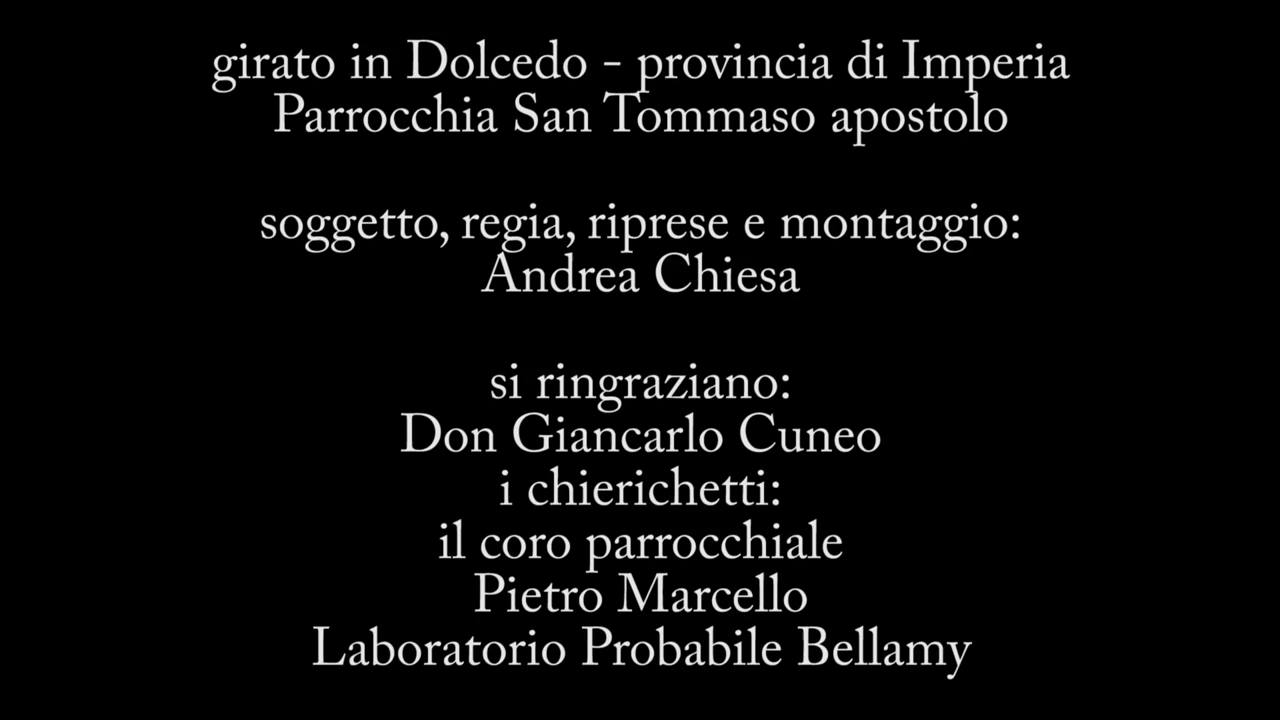 girato in Dolcedo - provincia di Imperia
Parrocchia San Tommaso apostolo
soggetto, regia, riprese e montaggio:
Andrea Chiesa
si ringraziano:
Don Giancarlo Cuneo
i chierichetti:
il coro parrocchiale
Pietro Marcello
Laboratorio Probabile Bellamy